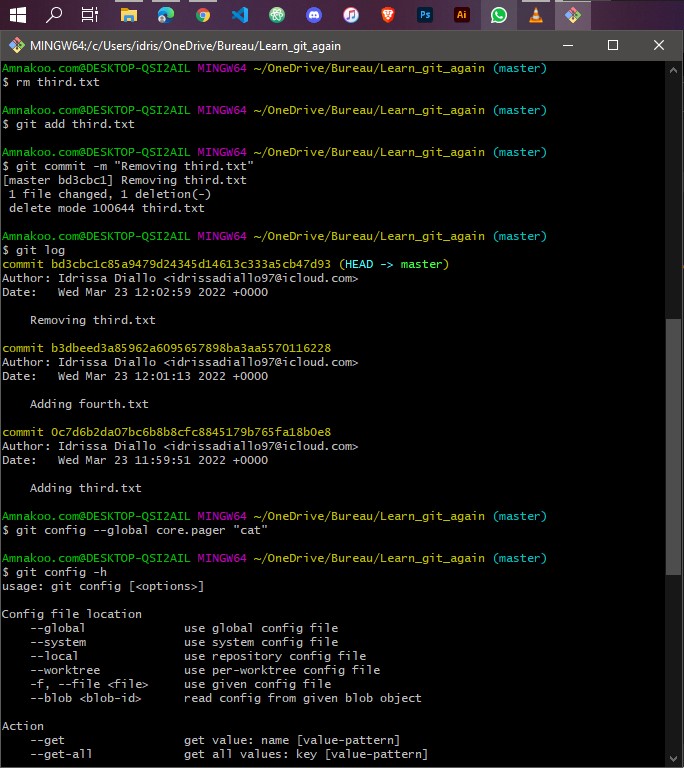 Ps
Ai
MINGW64:/c/Users/idris/OneDrive/Bureau/Learn_git_again
Amnakoo.com@DESKTOP-QSI2AIL MINGW64 ~/OneDrive/Bureau/Learn_git_again (master)
$ rm third.txt
Amnakoo.com@DESKTOP-QSI2AIL MINGW64 ~/OneDrive/Bureau/Learn_git_again (master)
$ git add third.txt
Amnakoo.com@DESKTOP-QSI2AIL MINGW64 ~/OneDrive/Bureau/Learn_git_again (master)
$ git commit -m "Removing third.txt"
[master bd3cbc1] Removing third.txt
 1 file changed, 1 deletion(-)
 delete mode 100644 third.txt
Amnakoo.com@DESKTOP-QSI2AIL MINGW64 ~/OneDrive/Bureau/Learn_git_again (master)
$ git log
commit bd3cbc1c85a9479d24345d14613c333a5cb47d93 (HEAD -> master)
Author: Idrissa Diallo <idrissadiallo97@icloud.com>
Date:   Wed Mar 23 12:02:59 2022 +0000
    Removing third.txt
commit b3dbeed3a85962a6095657898ba3aa5570116228
Author: Idrissa Diallo <idrissadiallo97@icloud.com>
Date:   Wed Mar 23 12:01:13 2022 +0000
    Adding fourth.txt
commit 0c7d6b2da07bc6b8b8cfc8845179b765fa18b0e8
Author: Idrissa Diallo <idrissadiallo97@icloud.com>
Date:   Wed Mar 23 11:59:51 2022 +0000
    Adding third.txt
Amnakoo.com@DESKTOP-QSI2AIL MINGW64 ~/OneDrive/Bureau/Learn_git_again (master)
$ git config --global core.pager "cat"
Amnakoo.com@DESKTOP-QSI2AIL MINGW64 ~/OneDrive/Bureau/Learn_git_again (master)
$ git config -h
usage: git config [<options>]
Config file location
    --global              use global config file
    --system              use system config file
    --local               use repository config file
    --worktree            use per-worktree config file
    -f, --file <file>     use given config file
    --blob <blob-id>      read config from given blob object
Action
    --get                 get value: name [value-pattern]
    --get-all             get all values: key [value-pattern]